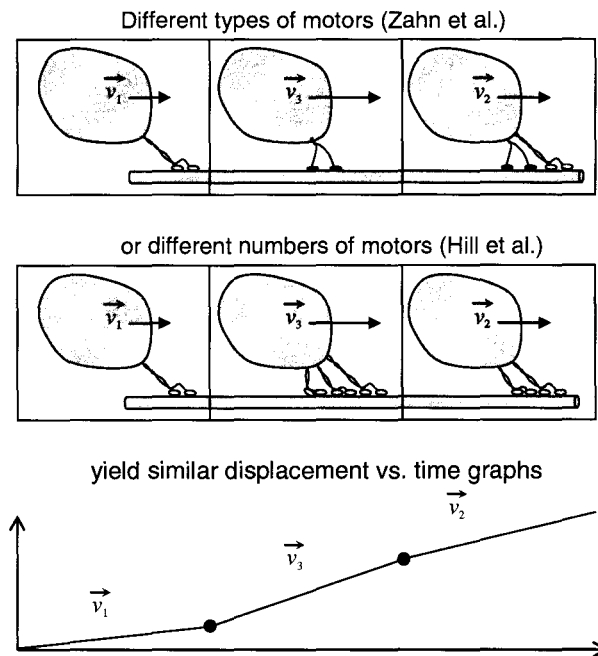 Different types of motors (Zahn et al.)
v₁ v₃ v₂
or different numbers of motors (Hill et al.)
v₁ v₃ v₂
yield similar displacement vs. time graphs
v₂
v₃
v₁